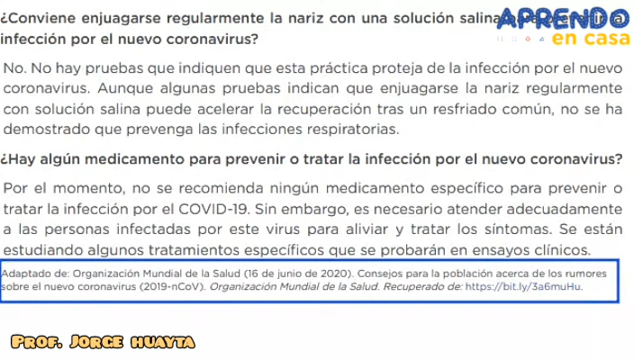 ¿Conviene enjuagarse regularmente la nariz con una solución salina para prevenir la
APRENDO
en casa
infección por el nuevo coronavirus?
No. No hay pruebas que indiquen que esta práctica proteja de la infección por el nuevo
coronavirus. Aunque algunas pruebas indican que enjuagarse la nariz regularmente
con solución salina puede acelerar la recuperación tras un resfriado común, no se ha
demostrado que prevenga las infecciones respiratorias.
¿Hay algún medicamento para prevenir o tratar la infección por el nuevo coronavirus?
Por el momento, no se recomienda ningún medicamento específico para prevenir o
tratar la infección por el COVID-19. Sin embargo, es necesario atender adecuadamente
a las personas infectadas por este virus para aliviar y tratar los síntomas. Se están
estudiando algunos tratamientos específicos que se probarán en ensayos clínicos.
Adaptado de: Organización Mundial de la Salud (16 de junio de 2020). Consejos para la población acerca de los rumores
sobre el nuevo coronavirus (2019-nCoV). Organización Mundial de la Salud. Recuperado de: https://bit.ly/3a6muHu.
Prof. Jorge huayta